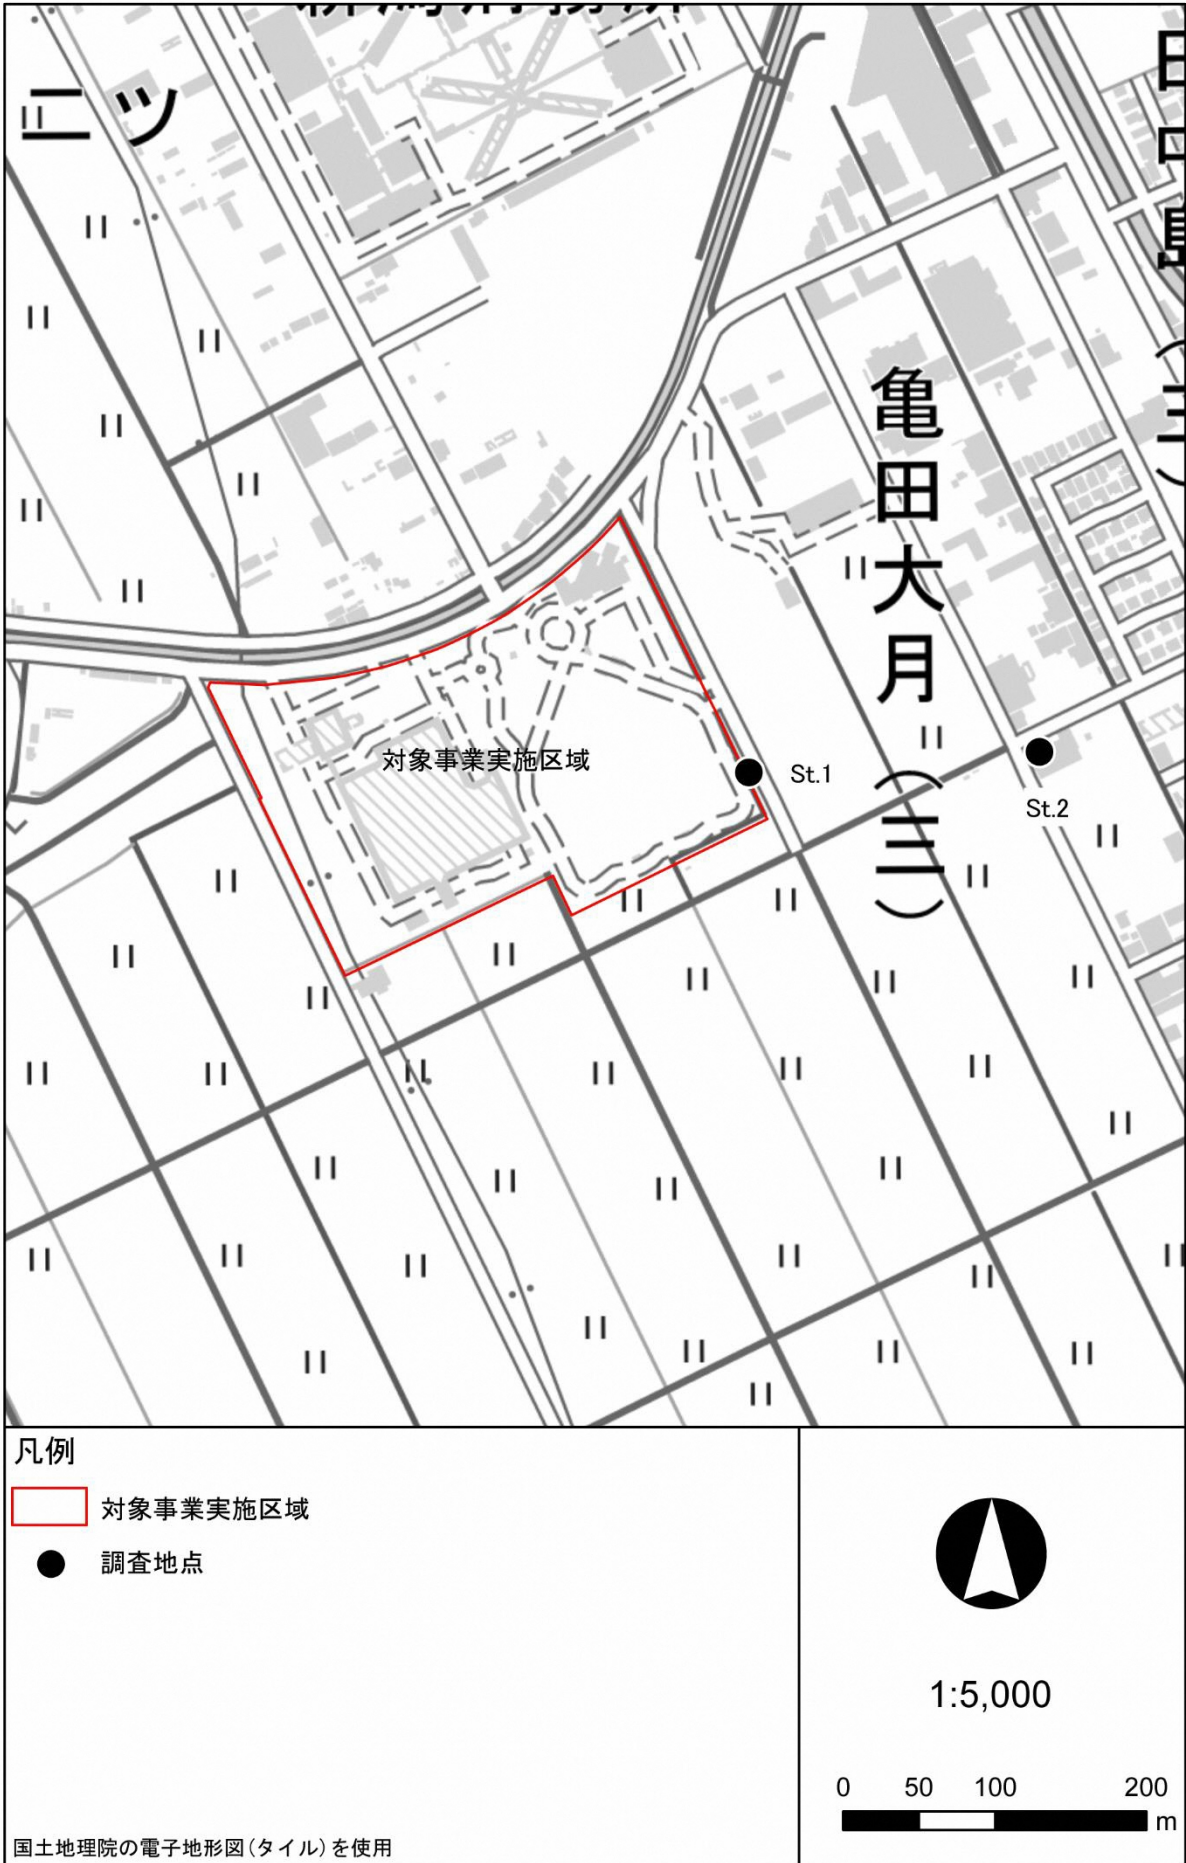 二ツ
亀田大月(三)
対象事業実施区域
St.1
St.2
凡例
対象事業実施区域
調査地点
1:5,000
0 50 100 200
m
国土地理院の電子地形図(タイル)を使用